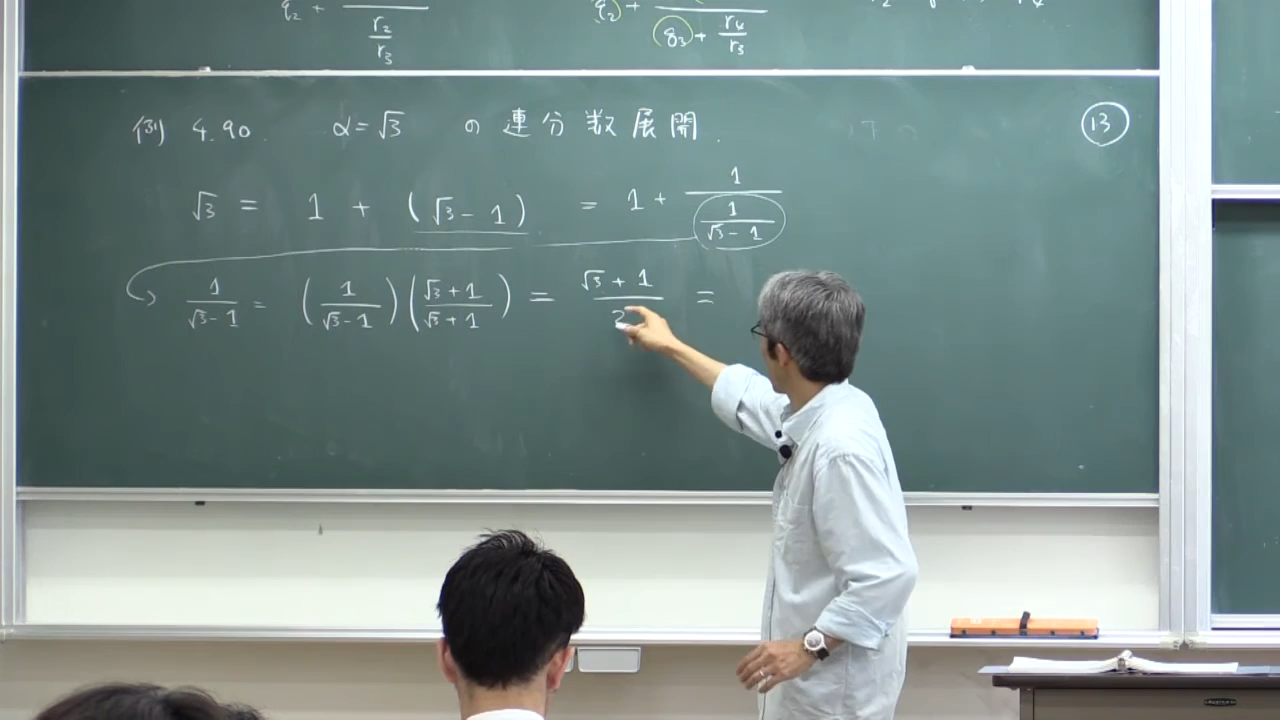 q₂ + r₂/r₃
q₂ + 1/(q₃ + r₄/r₃)
例 4.90. α=√3 の 連分数展開. ⑬
√3 = 1 + (√3 - 1) = 1 + 1/(1/(√3 - 1))
1/(√3 - 1) = (1/(√3 - 1))((√3 + 1)/(√3 + 1)) = (√3 + 1)/2 =